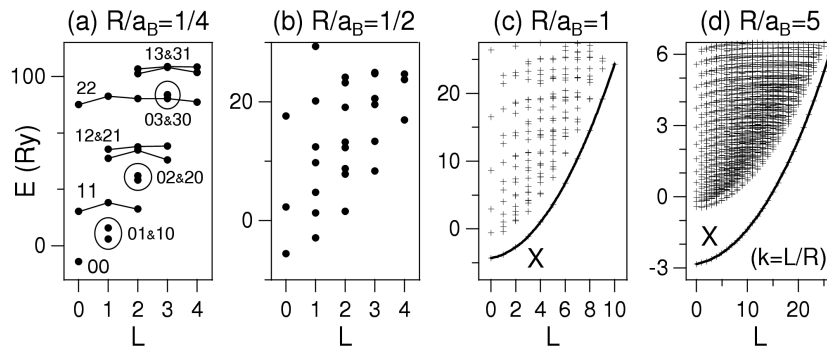 (a) R/aB=1/4
(b) R/aB=1/2
(c) R/aB=1
(d) R/aB=5
E (Ry)
100
0
13&31
22
03&30
12&21
02&20
11
01&10
00
0 1 2 3 4
L
20
0
0 1 2 3 4
L
20
10
0
X
0 2 4 6 8 10
L
6
3
0
-3
X
(k=L/R)
0 10 20
L